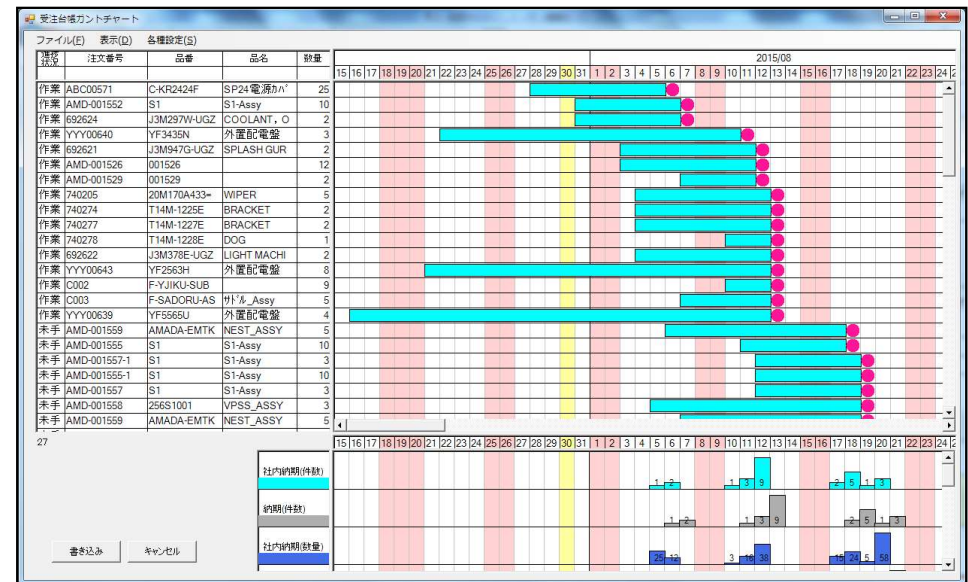 受注台帳ガントチャート
ファイル(F) 表示(D) 各種設定(S)
進移状況 注文番号 品番 品名 数量 2015/08
15 16 17 18 19 20 21 22 23 24 25 26 27 28 29 30 31 1 2 3 4 5 6 7 8 9 10 11 12 13 14 15 16 17 18 19 20 21 22 23 24 2
作業 ABC00571 C-KR2424F SP24電源カバ 25
作業 AMD-001552 S1 S1-Assy 10
作業 692624 J3M297W-UGZ COOLANT, O 2
作業 YYY00640 YF3435N 外置配電盤 3
作業 692621 J3M947G-UGZ SPLASH GUR 2
作業 AMD-001526 001526 12
作業 AMD-001529 001529 2
作業 740205 20M170A433= WIPER 5
作業 740274 T14M-1225E BRACKET 2
作業 740277 T14M-1227E BRACKET 2
作業 740278 T14M-1228E DOG 1
作業 692622 J3M378E-UGZ LIGHT MACHI 2
作業 YYY00643 YF2563H 外置配電盤 8
作業 C002 F-YJIKU-SUB 9
作業 C003 F-SADORU-AS サドル_Assy 5
作業 YYY00639 YF5565U 外置配電盤 4
未手 AMD-001559 AMADA-EMTK NEST_ASSY 5
未手 AMD-001555 S1 S1-Assy 10
未手 AMD-001557-1 S1 S1-Assy 3
未手 AMD-001555-1 S1 S1-Assy 10
未手 AMD-001557 S1 S1-Assy 3
未手 AMD-001558 256S1001 VPSS_ASSY 3
未手 AMD-001559 AMADA-EMTK NEST_ASSY 5
27
15 16 17 18 19 20 21 22 23 24 25 26 27 28 29 30 31 1 2 3 4 5 6 7 8 9 10 11 12 13 14 15 16 17 18 19 20 21 22 23 24 2
社内納期(件数)
1 2 1 3 9 2 5 1 3
納期(件数)
1 2 1 3 9 2 5 1 3
社内納期(数量)
25 12 3 16 38 15 24 5 58
書き込み キャンセル